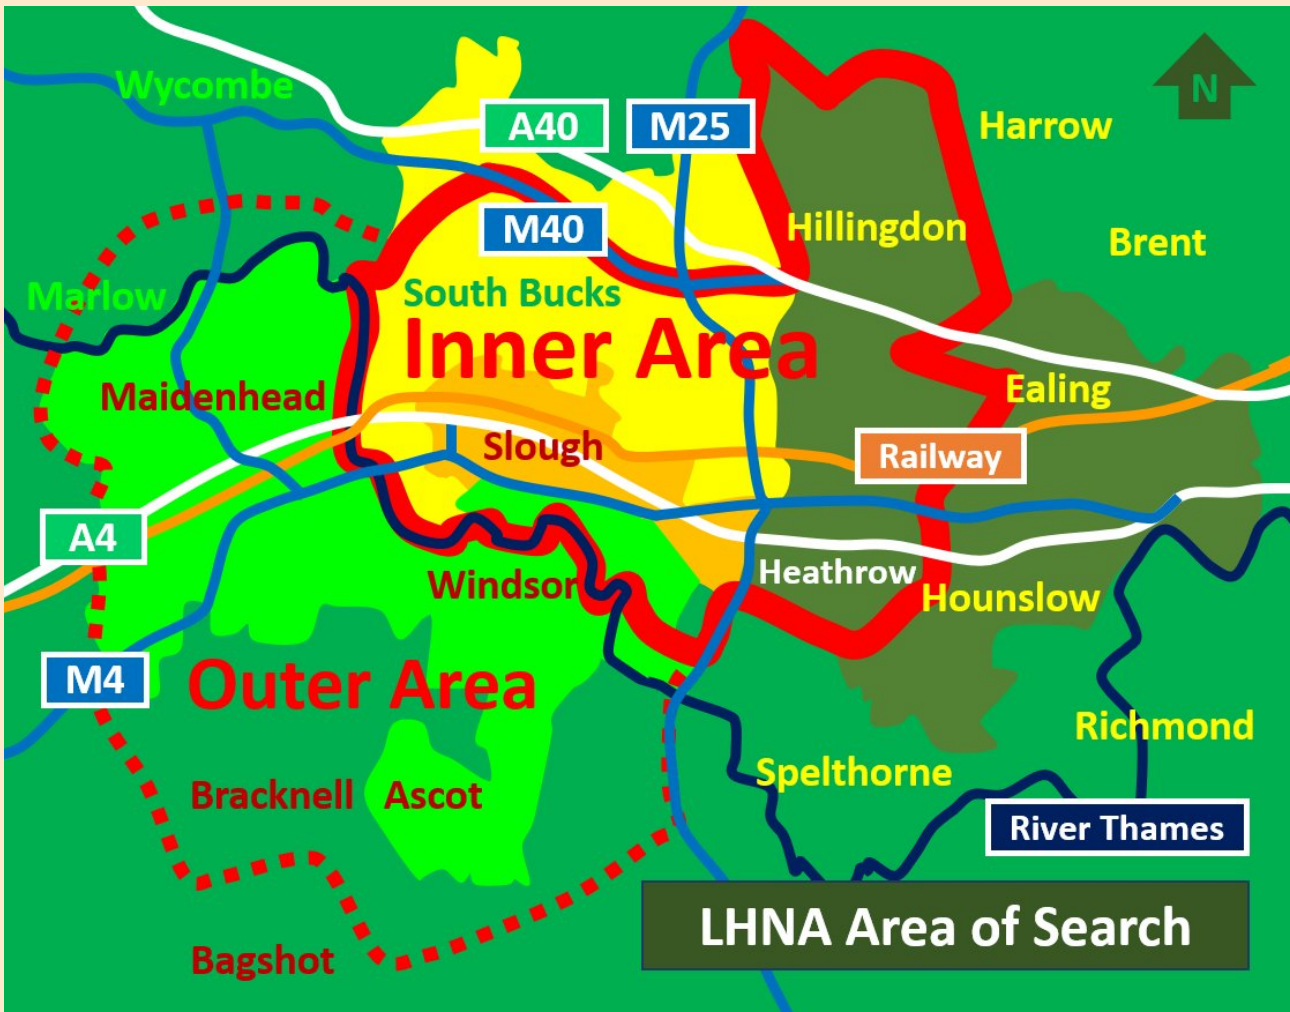 N
Wycombe
A40
M25
Harrow
M40
Hillingdon
Brent
Marlow
South Bucks
Inner Area
Maidenhead
Ealing
Slough
Railway
A4
Windsor
Heathrow
Hounslow
M4
Outer Area
Richmond
Spelthorne
Bracknell
Ascot
River Thames
LHNA Area of Search
Bagshot